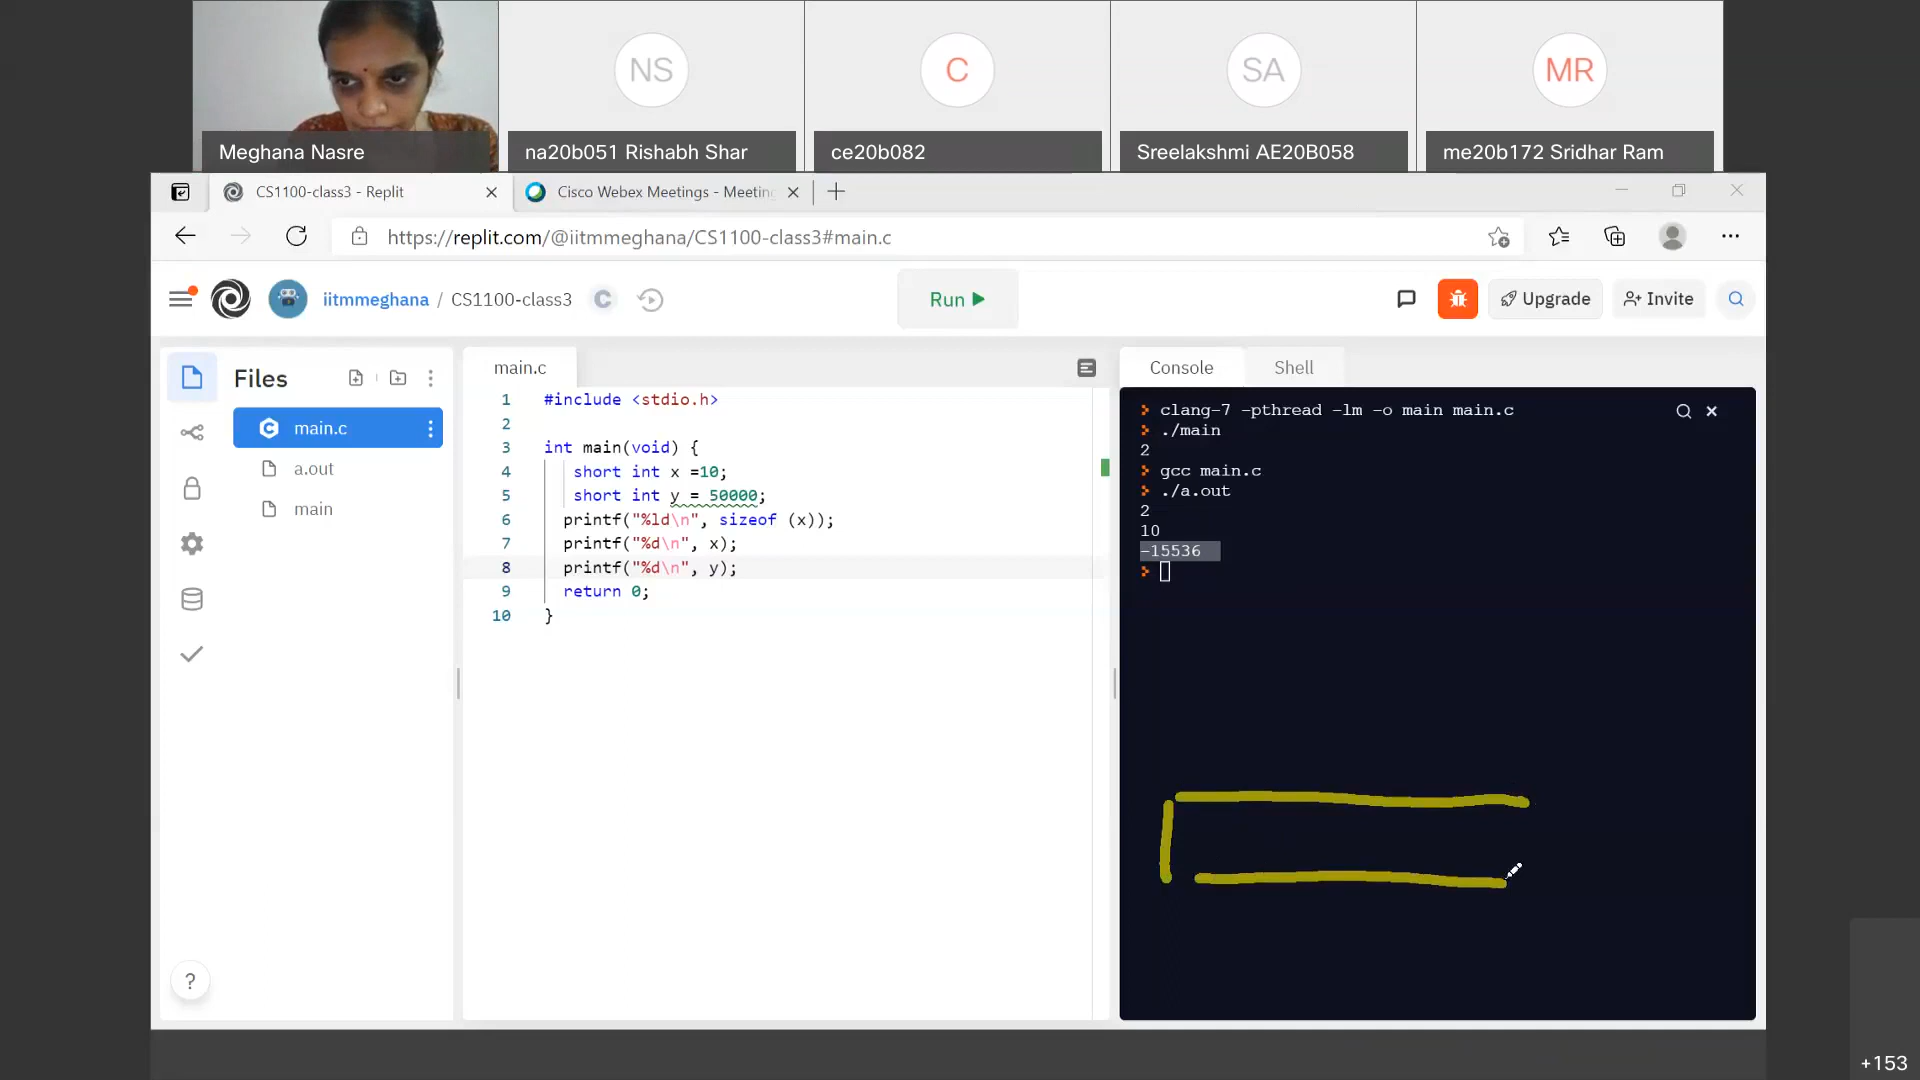 NS
C
SA
MR
Meghana Nasre
na20b051 Rishabh Shar
ce20b082
Sreelakshmi AE20B058
me20b172 Sridhar Ram
CS1100-class3 - Replit
Cisco Webex Meetings - Meeting
https://replit.com/@iitmmeghana/CS1100-class3#main.c
iitmmeghana / CS1100-class3
C
Run
Upgrade
Invite
Files
main.c
a.out
main
main.c
1 #include <stdio.h>
2
3 int main(void) {
4 short int x =10;
5 short int y = 50000;
6 printf("%ld\n", sizeof (x));
7 printf("%d\n", x);
8 printf("%d\n", y);
9 return 0;
10 }
Console
Shell
clang-7 -pthread -lm -o main main.c
./main
2
gcc main.c
./a.out
2
10
-15536
?
+153